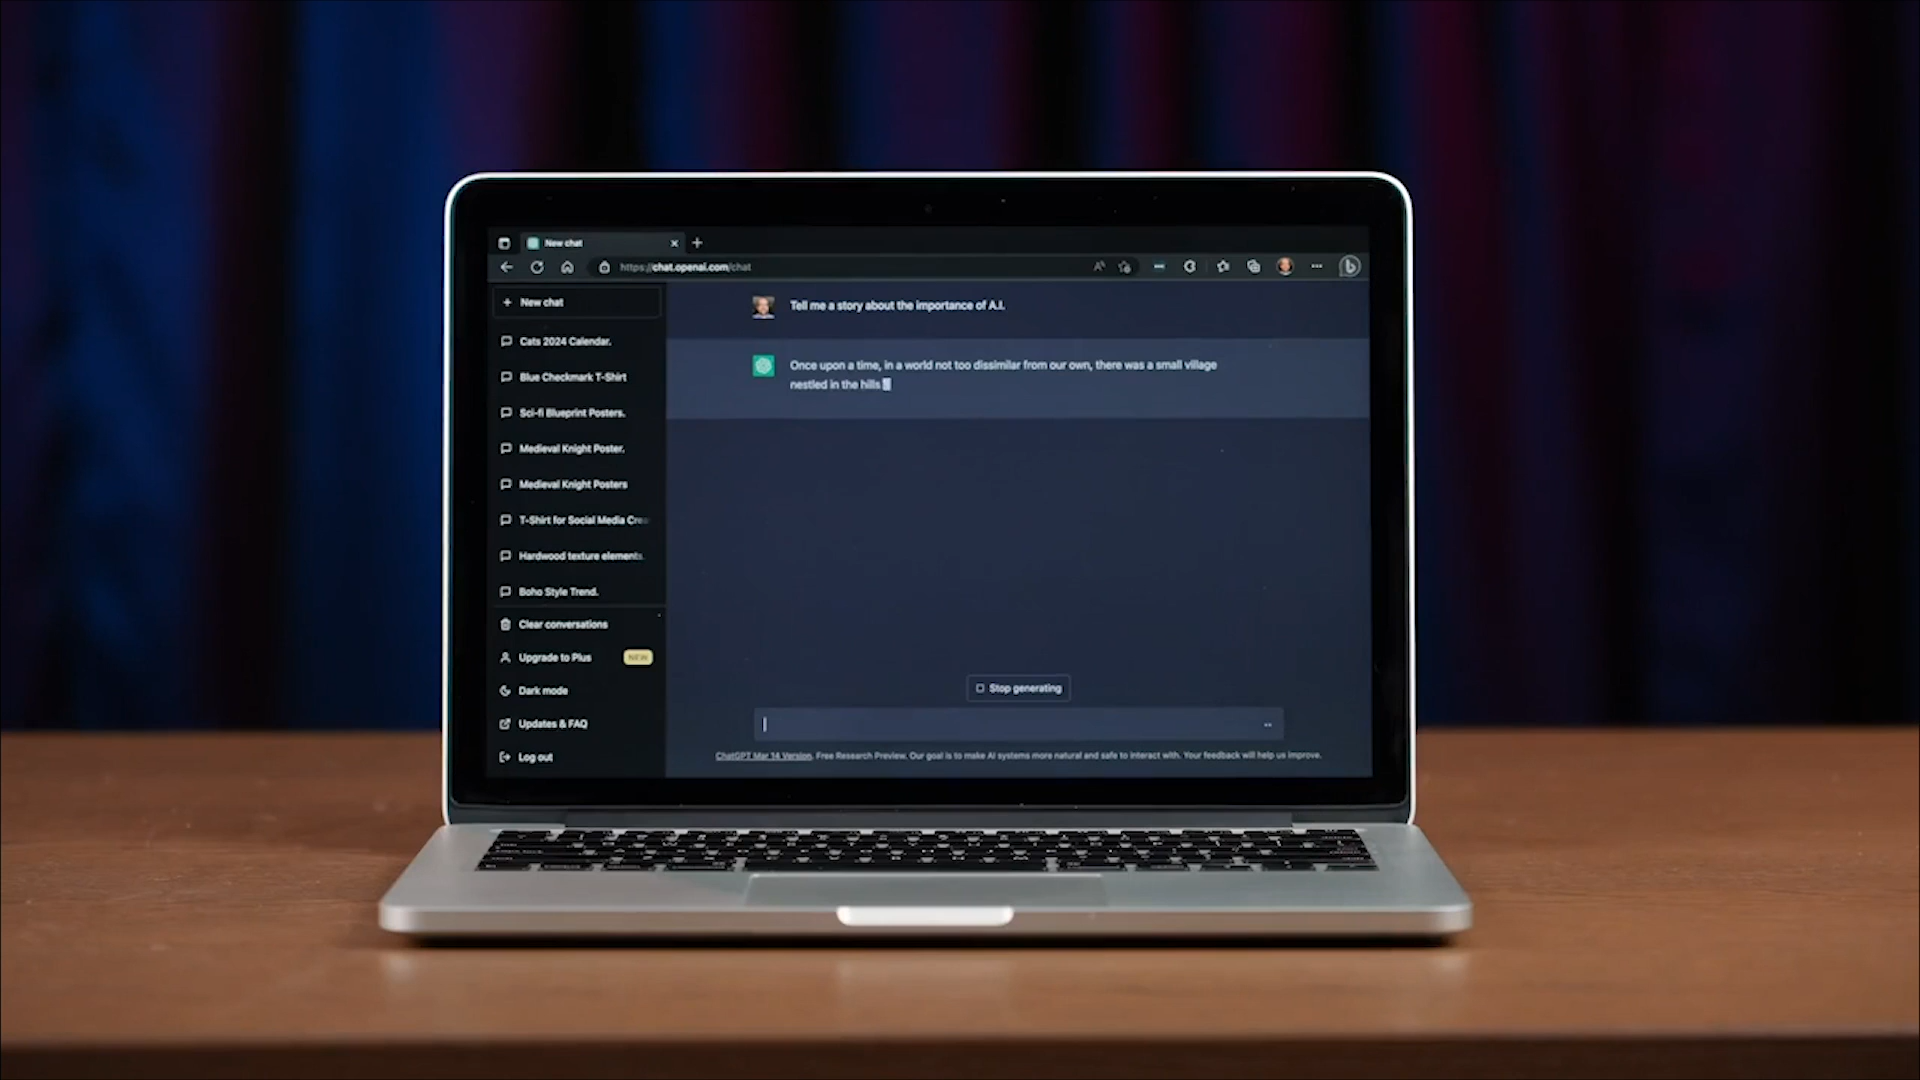 New chat
https://chat.openai.com/chat
New chat
Cats 2024 Calendar.
Blue Checkmark T-Shirt
Sci-fi Blueprint Posters.
Medieval Knight Poster.
Medieval Knight Posters
T-Shirt for Social Media Crea
Hardwood texture elements.
Boho Style Trend.
Clear conversations
Upgrade to Plus NEW
Dark mode
Updates & FAQ
Log out
Tell me a story about the importance of A.I.
Once upon a time, in a world not too dissimilar from our own, there was a small village
nestled in the hills
Stop generating
ChatGPT Mar 14 Version. Free Research Preview. Our goal is to make AI systems more natural and safe to interact with. Your feedback will help us improve.